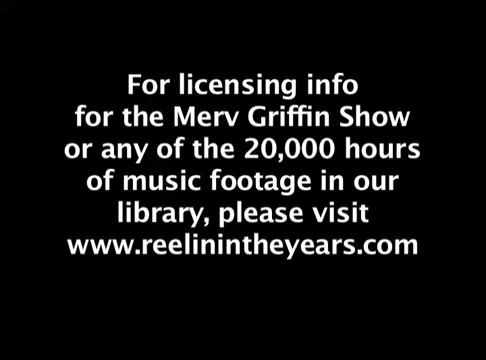 For licensing info
for the Merv Griffin Show
or any of the 20,000 hours
of music footage in our
library, please visit
www.reelinintheyears.com